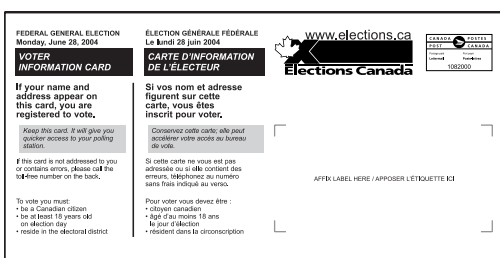 FEDERAL GENERAL ELECTION
Monday, June 28, 2004
VOTER
INFORMATION CARD
If your name and
address appear on
this card, you are
registered to vote.
Keep this card. It will give you
quicker access to your polling
station.
If this card is not addressed to you
or contains errors, please call the
toll-free number on the back.
To vote you must:
• be a Canadian citizen
• be at least 18 years old
on election day
• reside in the electoral district
ÉLECTION GÉNÉRALE FÉDÉRALE
Le lundi 28 juin 2004
CARTE D'INFORMATION
DE L'ÉLECTEUR
Si vos nom et adresse
figurent sur cette
carte, vous êtes
inscrit pour voter.
Conservez cette carte; elle peut
accélérer votre accès au bureau
de vote.
Si cette carte ne vous est pas
adressée ou si elle contient des
erreurs, téléphonez au numéro
sans frais indiqué au verso.
Pour voter vous devez être :
• citoyen canadien
• âgé d'au moins 18 ans
le jour d'élection
• résident dans la circonscription
www.elections.ca
Elections Canada
CANADA POSTES
POST CANADA
Postage paid Port payé
Lettermail Poste-lettres
1082000
AFFIX LABEL HERE / APPOSER L'ÉTIQUETTE ICI